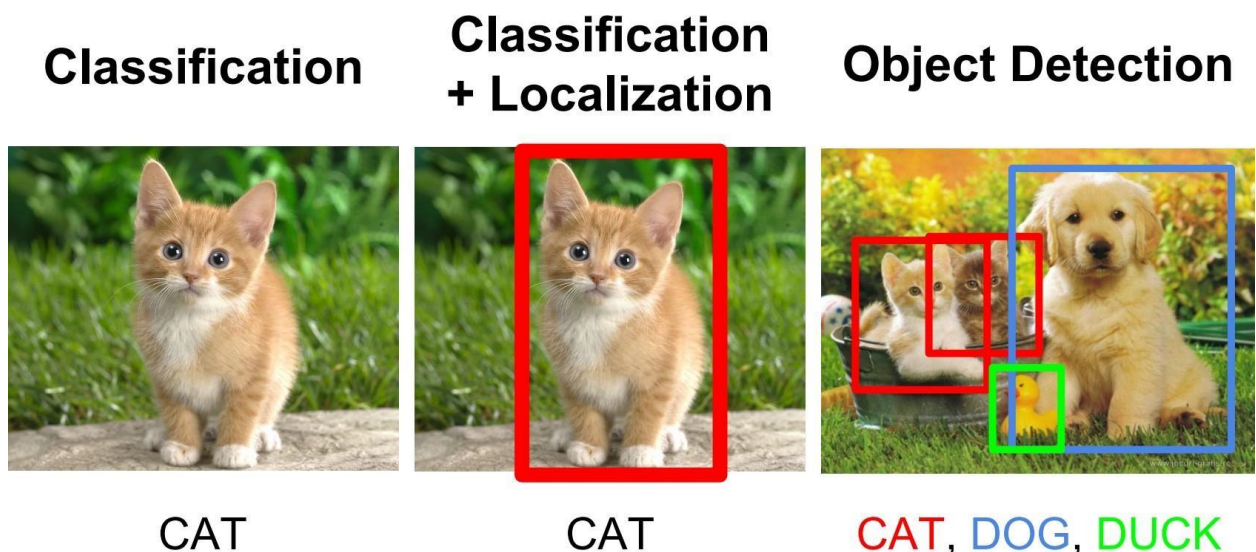 Classification
Classification
+ Localization
Object Detection
CAT
CAT
CAT, DOG, DUCK